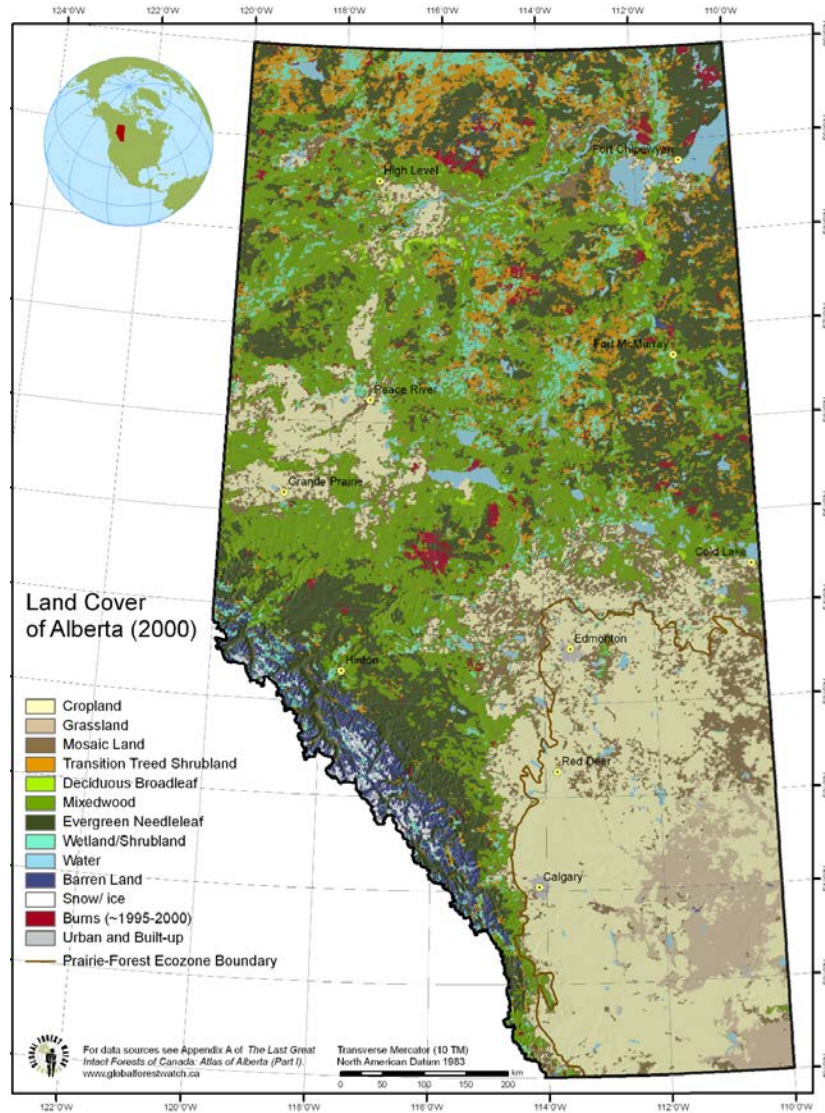 124°0'W 122°0'W 120°0'W 118°0'W 116°0'W 114°0'W 112°0'W 110°0'W
Fort Chipewyan
High Level
Fort McMurray
Peace River
Grande Prairie
Cold Lake
Land Cover
of Alberta (2000)
Edmonton
Hinton
Cropland
Grassland
Mosaic Land
Transition Treed Shrubland
Deciduous Broadleaf
Mixedwood
Evergreen Needleleaf
Wetland/Shrubland
Water
Barren Land
Snow/ ice
Burns (~1995-2000)
Urban and Built-up
Prairie-Forest Ecozone Boundary
Red Deer
Calgary
GLOBAL FOREST WATCH
For data sources see Appendix A of The Last Great
Intact Forests of Canada: Atlas of Alberta (Part I).
www.globalforestwatch.ca
Transverse Mercator (10 TM)
North American Datum 1983
km
0 50 100 150 200
122°0'W 120°0'W 118°0'W 116°0'W 114°0'W 112°0'W 110°0'W